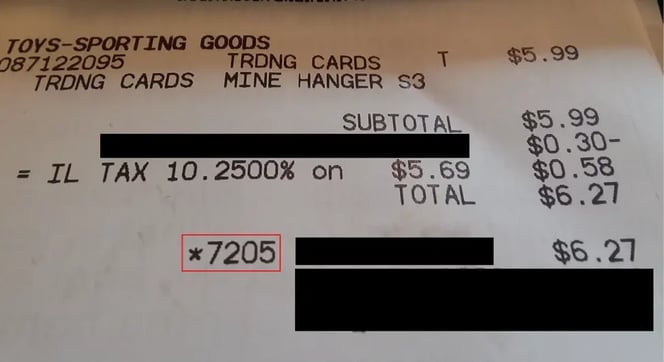 TOYS-SPORTING GOODS
087122095 TRDNG CARDS T $5.99
TRDNG CARDS MINE HANGER S3
SUBTOTAL $5.99
$0.30-
= IL TAX 10.2500% on $5.69 $0.58
TOTAL $6.27
*7205 $6.27